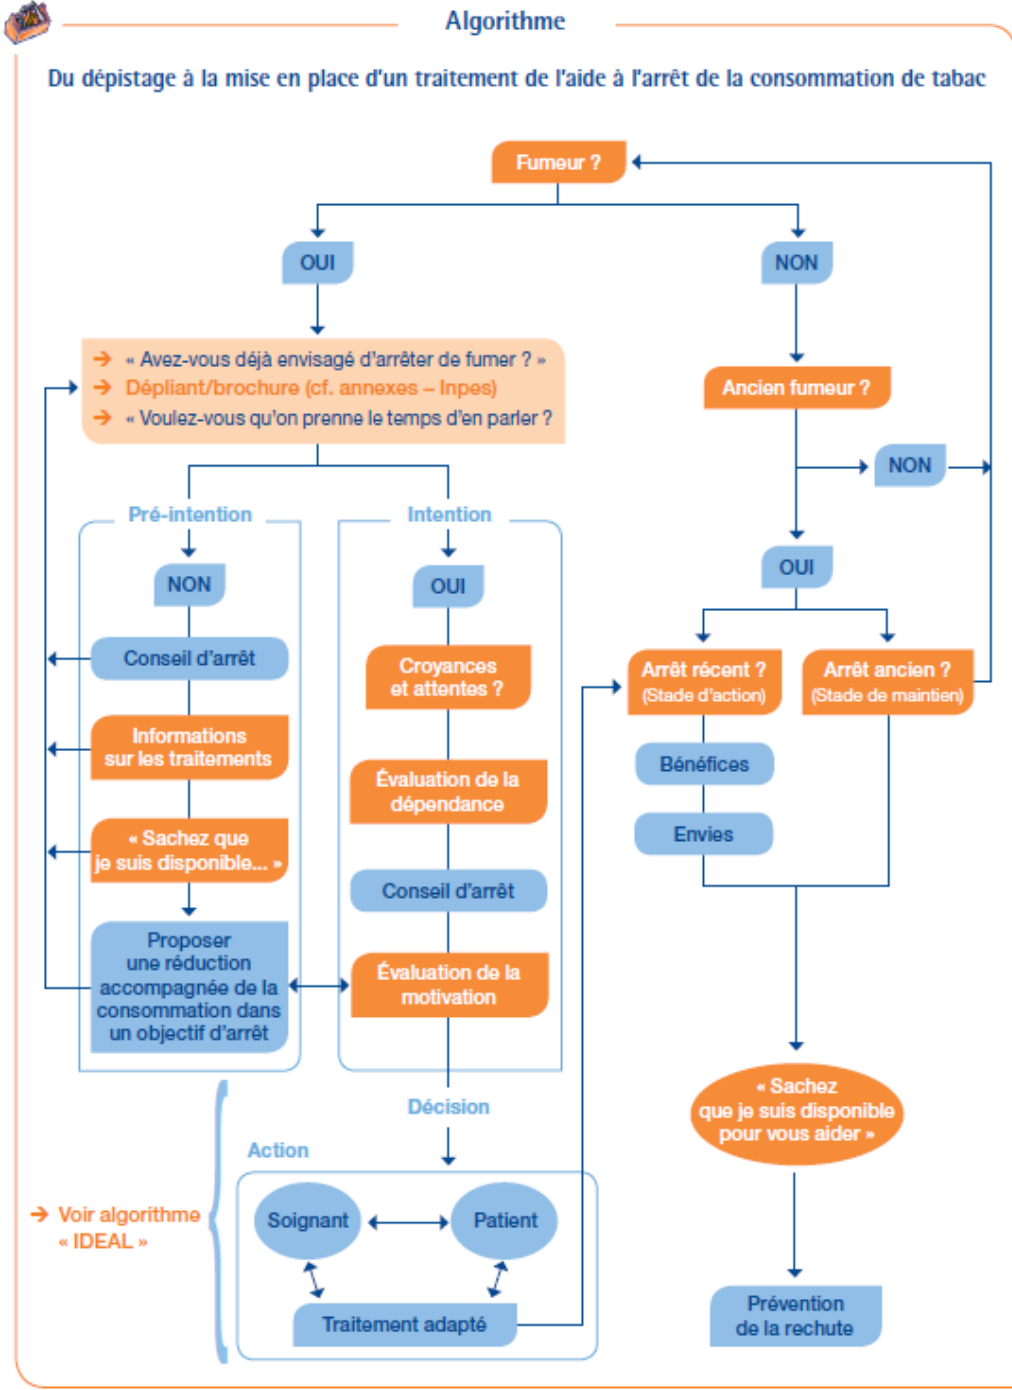 Algorithme
Du dépistage à la mise en place d'un traitement de l'aide à l'arrêt de la consommation de tabac
Fumeur ?
OUI
NON
→ « Avez-vous déjà envisagé d'arrêter de fumer ? »
→ Dépliant/brochure (cf. annexes – Inpes)
→ « Voulez-vous qu'on prenne le temps d'en parler ?
Ancien fumeur ?
NON
OUI
Pré-intention
NON
Conseil d'arrêt
Informations
sur les traitements
« Sachez que
je suis disponible... »
Proposer
une réduction
accompagnée de la
consommation dans
un objectif d'arrêt
Intention
OUI
Croyances
et attentes ?
Évaluation de la
dépendance
Conseil d'arrêt
Évaluation de la
motivation
Arrêt récent ?
(Stade d'action)
Arrêt ancien ?
(Stade de maintien)
Bénéfices
Envies
« Sachez
que je suis disponible
pour vous aider »
Prévention
de la rechute
Décision
Action
→ Voir algorithme
« IDEAL »
Soignant
Patient
Traitement adapté